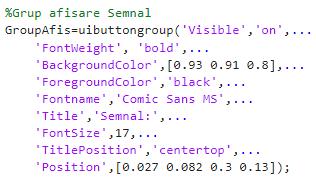 %Grup afisare Semnal
GroupAfis=uibuttongroup('Visible','on',...
'FontWeight', 'bold',...
'BackgroundColor',[0.93 0.91 0.8],...
'ForegroundColor','black',...
'Fontname','Comic Sans MS',...
'Title','Semnal:',...
'FontSize',17,...
'TitlePosition','centertop',...
'Position',[0.027 0.082 0.3 0.13]);